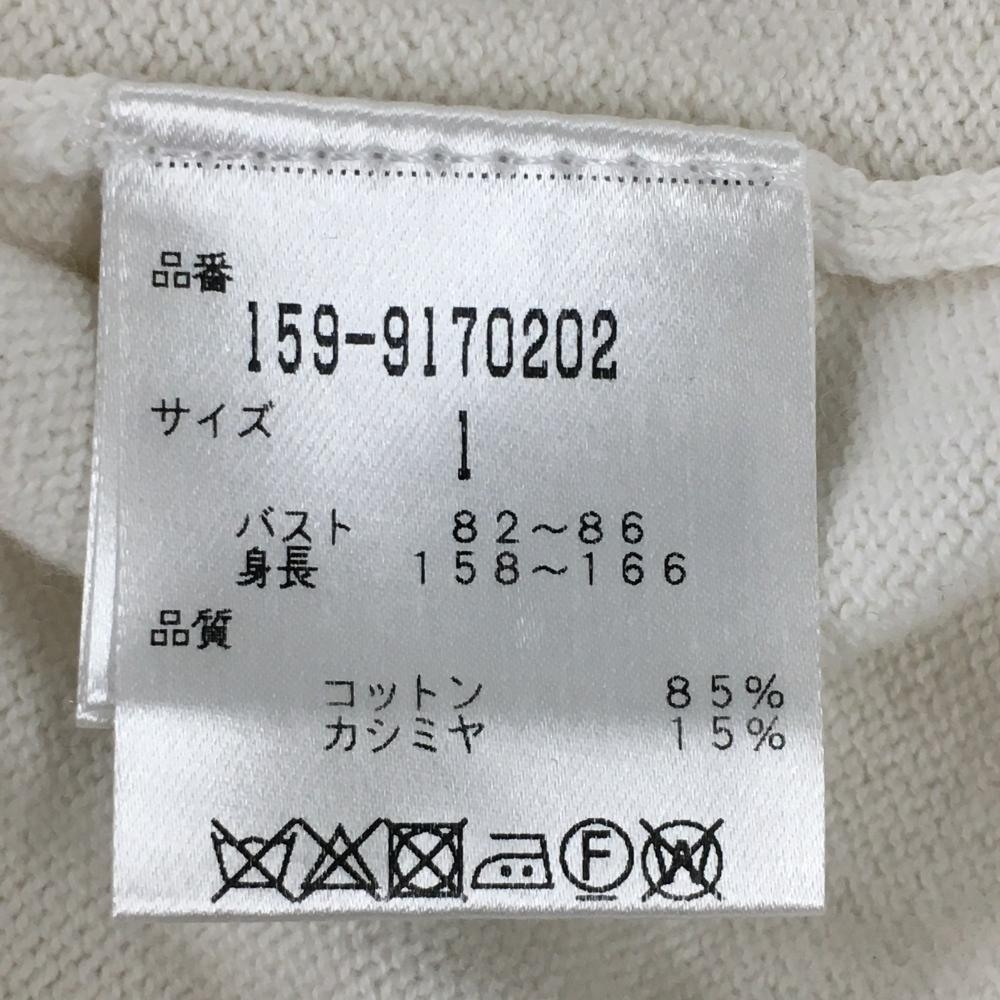 品番
159-9170202
サイズ
1
バスト 82~86
身長 158~166
品質
コットン 85%
カシミヤ 15%
F W